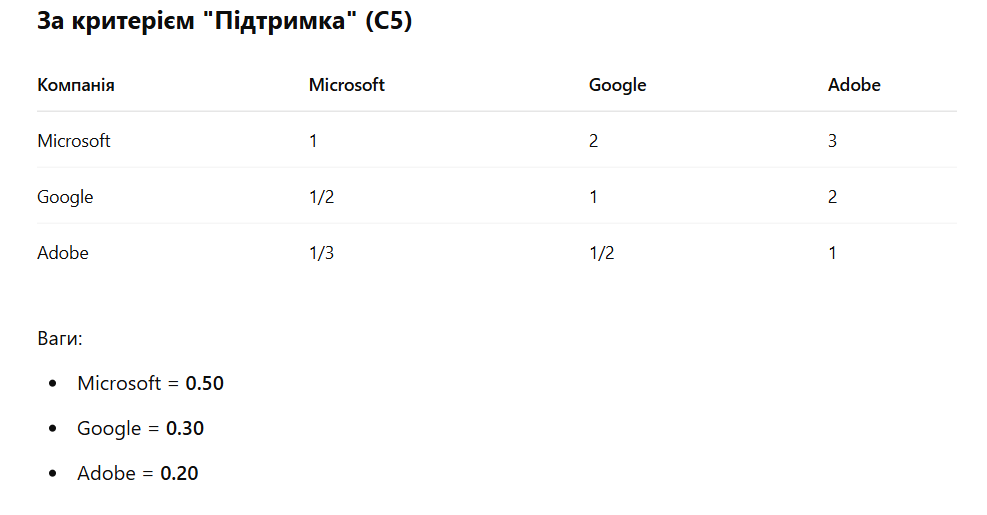 За критерієм "Підтримка" (C5)
Компанія Microsoft Google Adobe
Microsoft 1 2 3
Google 1/2 1 2
Adobe 1/3 1/2 1
Ваги:
• Microsoft = 0.50
• Google = 0.30
• Adobe = 0.20